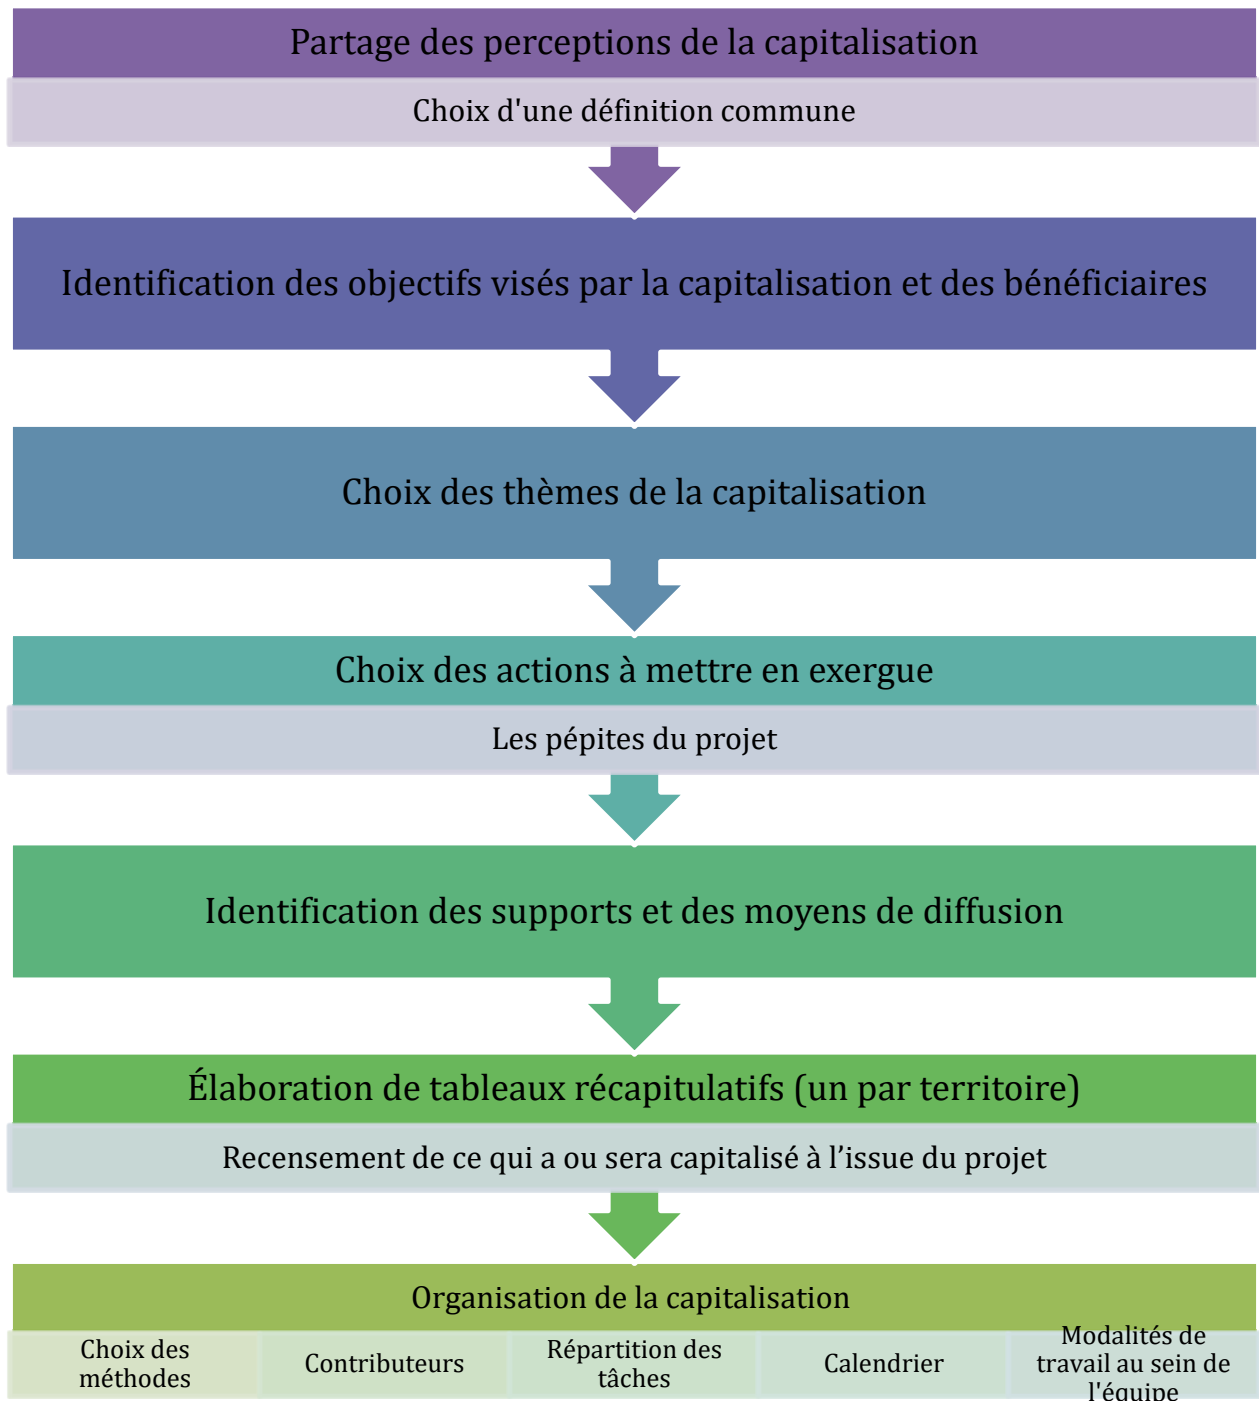 Partage des perceptions de la capitalisation
Choix d'une définition commune
Identification des objectifs visés par la capitalisation et des bénéficiaires
Choix des thèmes de la capitalisation
Choix des actions à mettre en exergue
Les pépites du projet
Identification des supports et des moyens de diffusion
Élaboration de tableaux récapitulatifs (un par territoire)
Recensement de ce qui a ou sera capitalisé à l’issue du projet
Organisation de la capitalisation
Choix des
méthodes
Contributeurs
Répartition des
tâches
Calendrier
Modalités de
travail au sein de
l'équipe